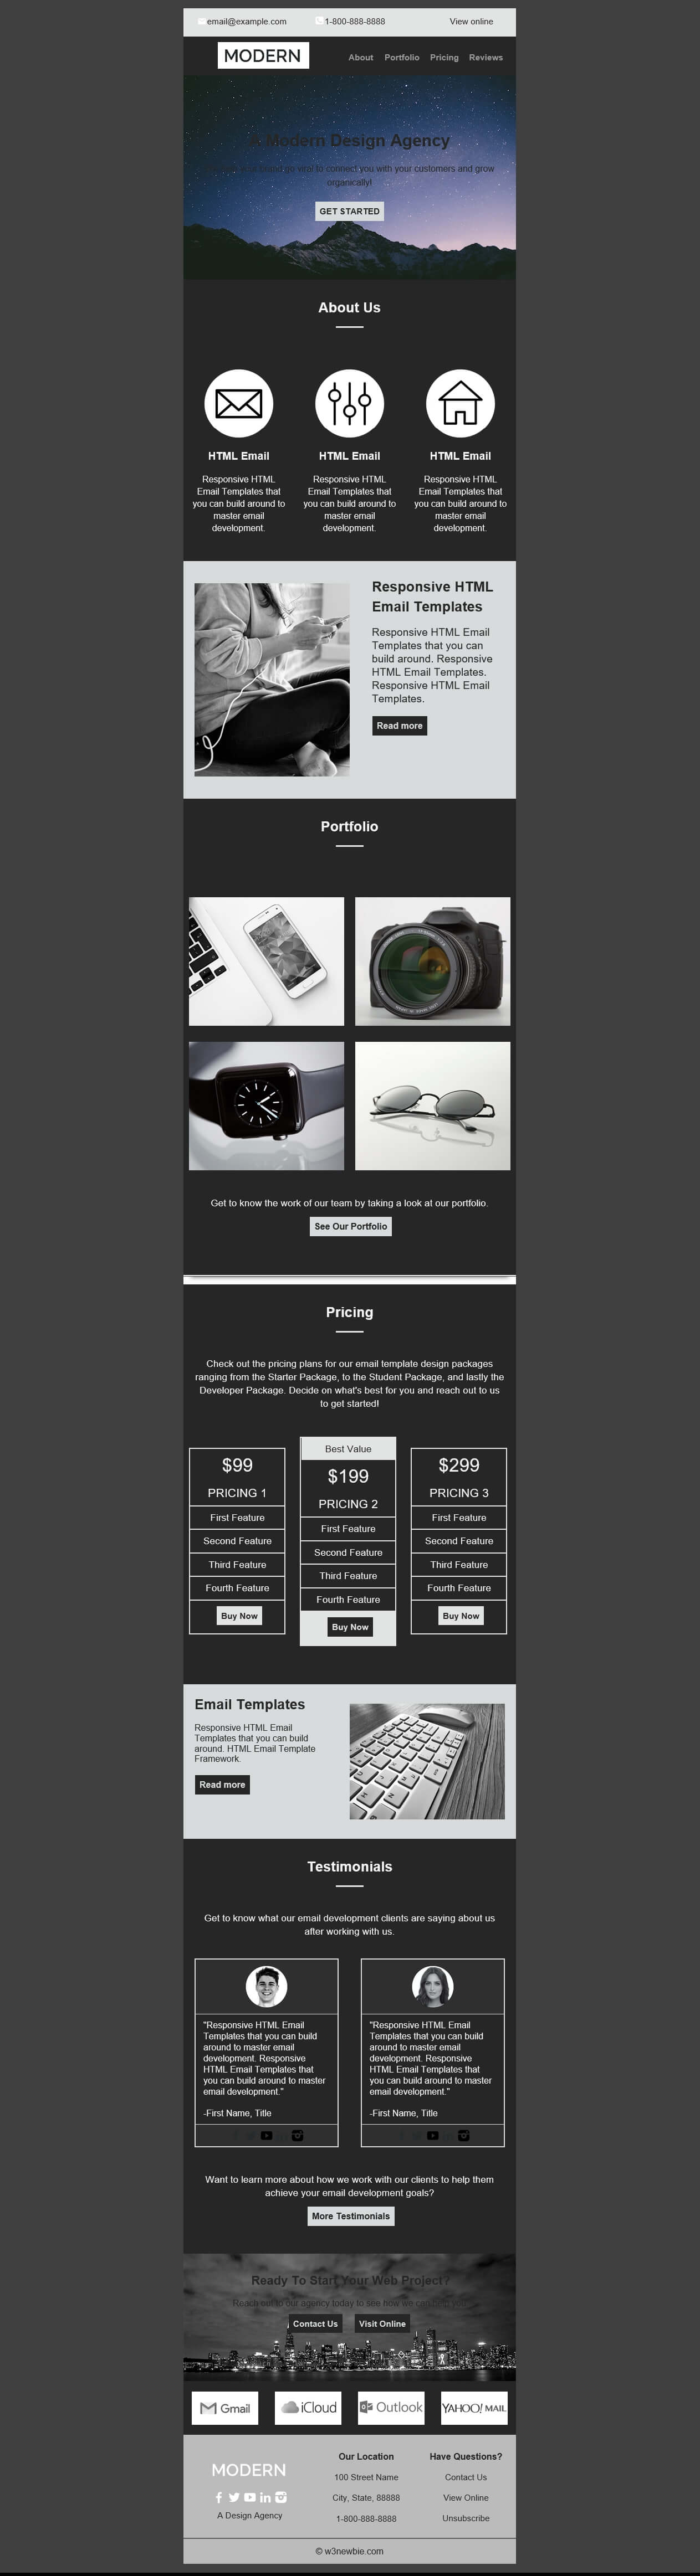 email@example.com 1-800-888-8888 View online
MODERN About Portfolio Pricing Reviews
A Modern Design Agency
go viral to connect you with your customers and grow
organically!
GET STARTED
About Us
HTML Email HTML Email HTML Email
Responsive HTML Responsive HTML Responsive HTML
Email Templates that Email Templates that Email Templates that
you can build around to you can build around to you can build around to
master email master email master email
development. development. development.
Responsive HTML
Email Templates
Responsive HTML Email
Templates that you can
build around. Responsive
HTML Email Templates.
Responsive HTML Email
Templates.
Read more
Portfolio
Get to know the work of our team by taking a look at our portfolio.
See Our Portfolio
Pricing
Check out the pricing plans for our email template design packages
ranging from the Starter Package, to the Student Package, and lastly the
Developer Package. Decide on what's best for you and reach out to us
to get started!
$99
PRICING 1
First Feature
Second Feature
Third Feature
Fourth Feature
Buy Now
Best Value
$199
PRICING 2
First Feature
Second Feature
Third Feature
Fourth Feature
Buy Now
$299
PRICING 3
First Feature
Second Feature
Third Feature
Fourth Feature
Buy Now
Email Templates
Responsive HTML Email
Templates that you can build
around. HTML Email Template
Framework.
Read more
Testimonials
Get to know what our email development clients are saying about us
after working with us.
"Responsive HTML Email
Templates that you can build
around to master email
development. Responsive
HTML Email Templates that
you can build around to master
email development."
-First Name, Title
"Responsive HTML Email
Templates that you can build
around to master email
development. Responsive
HTML Email Templates that
you can build around to master
email development."
-First Name, Title
Want to learn more about how we work with our clients to help them
achieve your email development goals?
More Testimonials
Ready To Start Your Web Project?
Reach out to our agency today to see how we can
Contact Us Visit Online
Gmail iCloud Outlook YAHOO! MAIL
MODERN
A Design Agency
Our Location
100 Street Name
City, State, 88888
1-800-888-8888
Have Questions?
Contact Us
View Online
Unsubscribe
© w3newbie.com